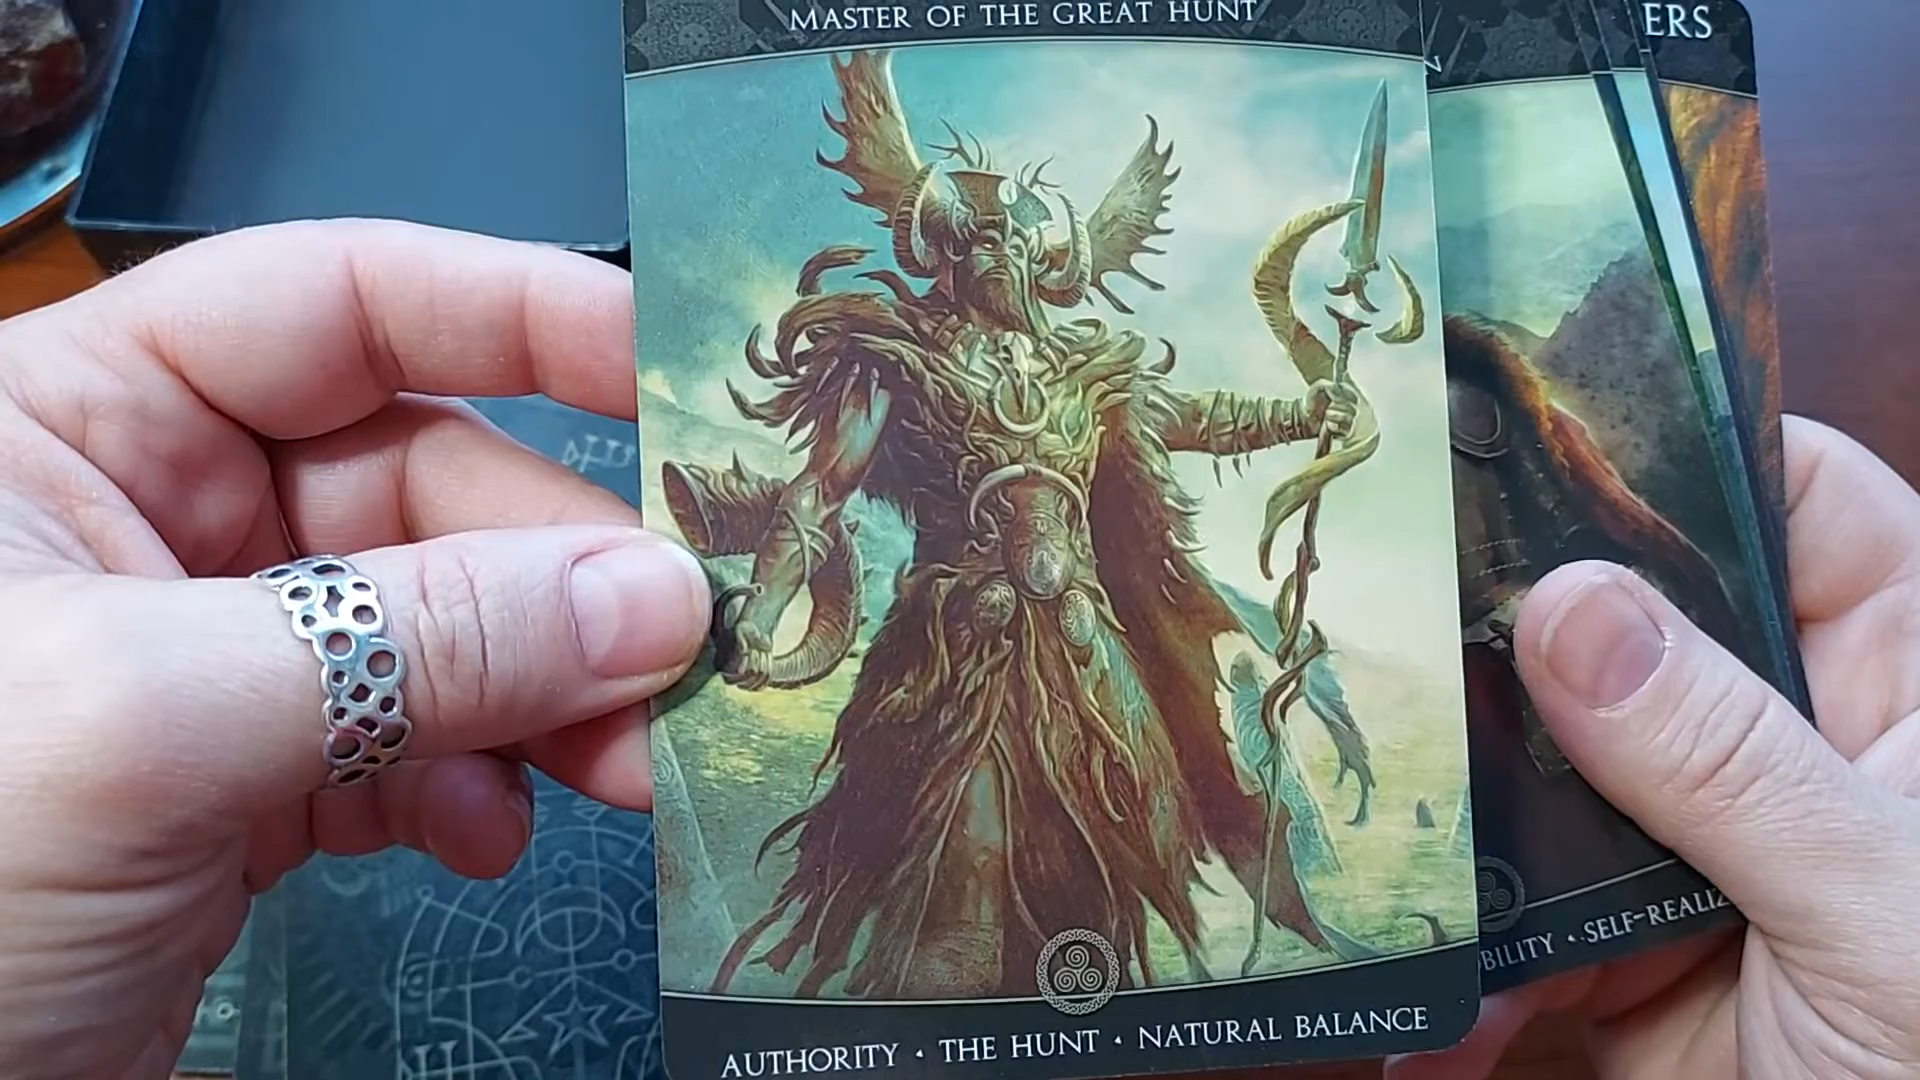 MASTER OF THE GREAT HUNT
ERS
N
AUTHORITY • THE HUNT • NATURAL BALANCE
BILITY • SELF-REALIZ